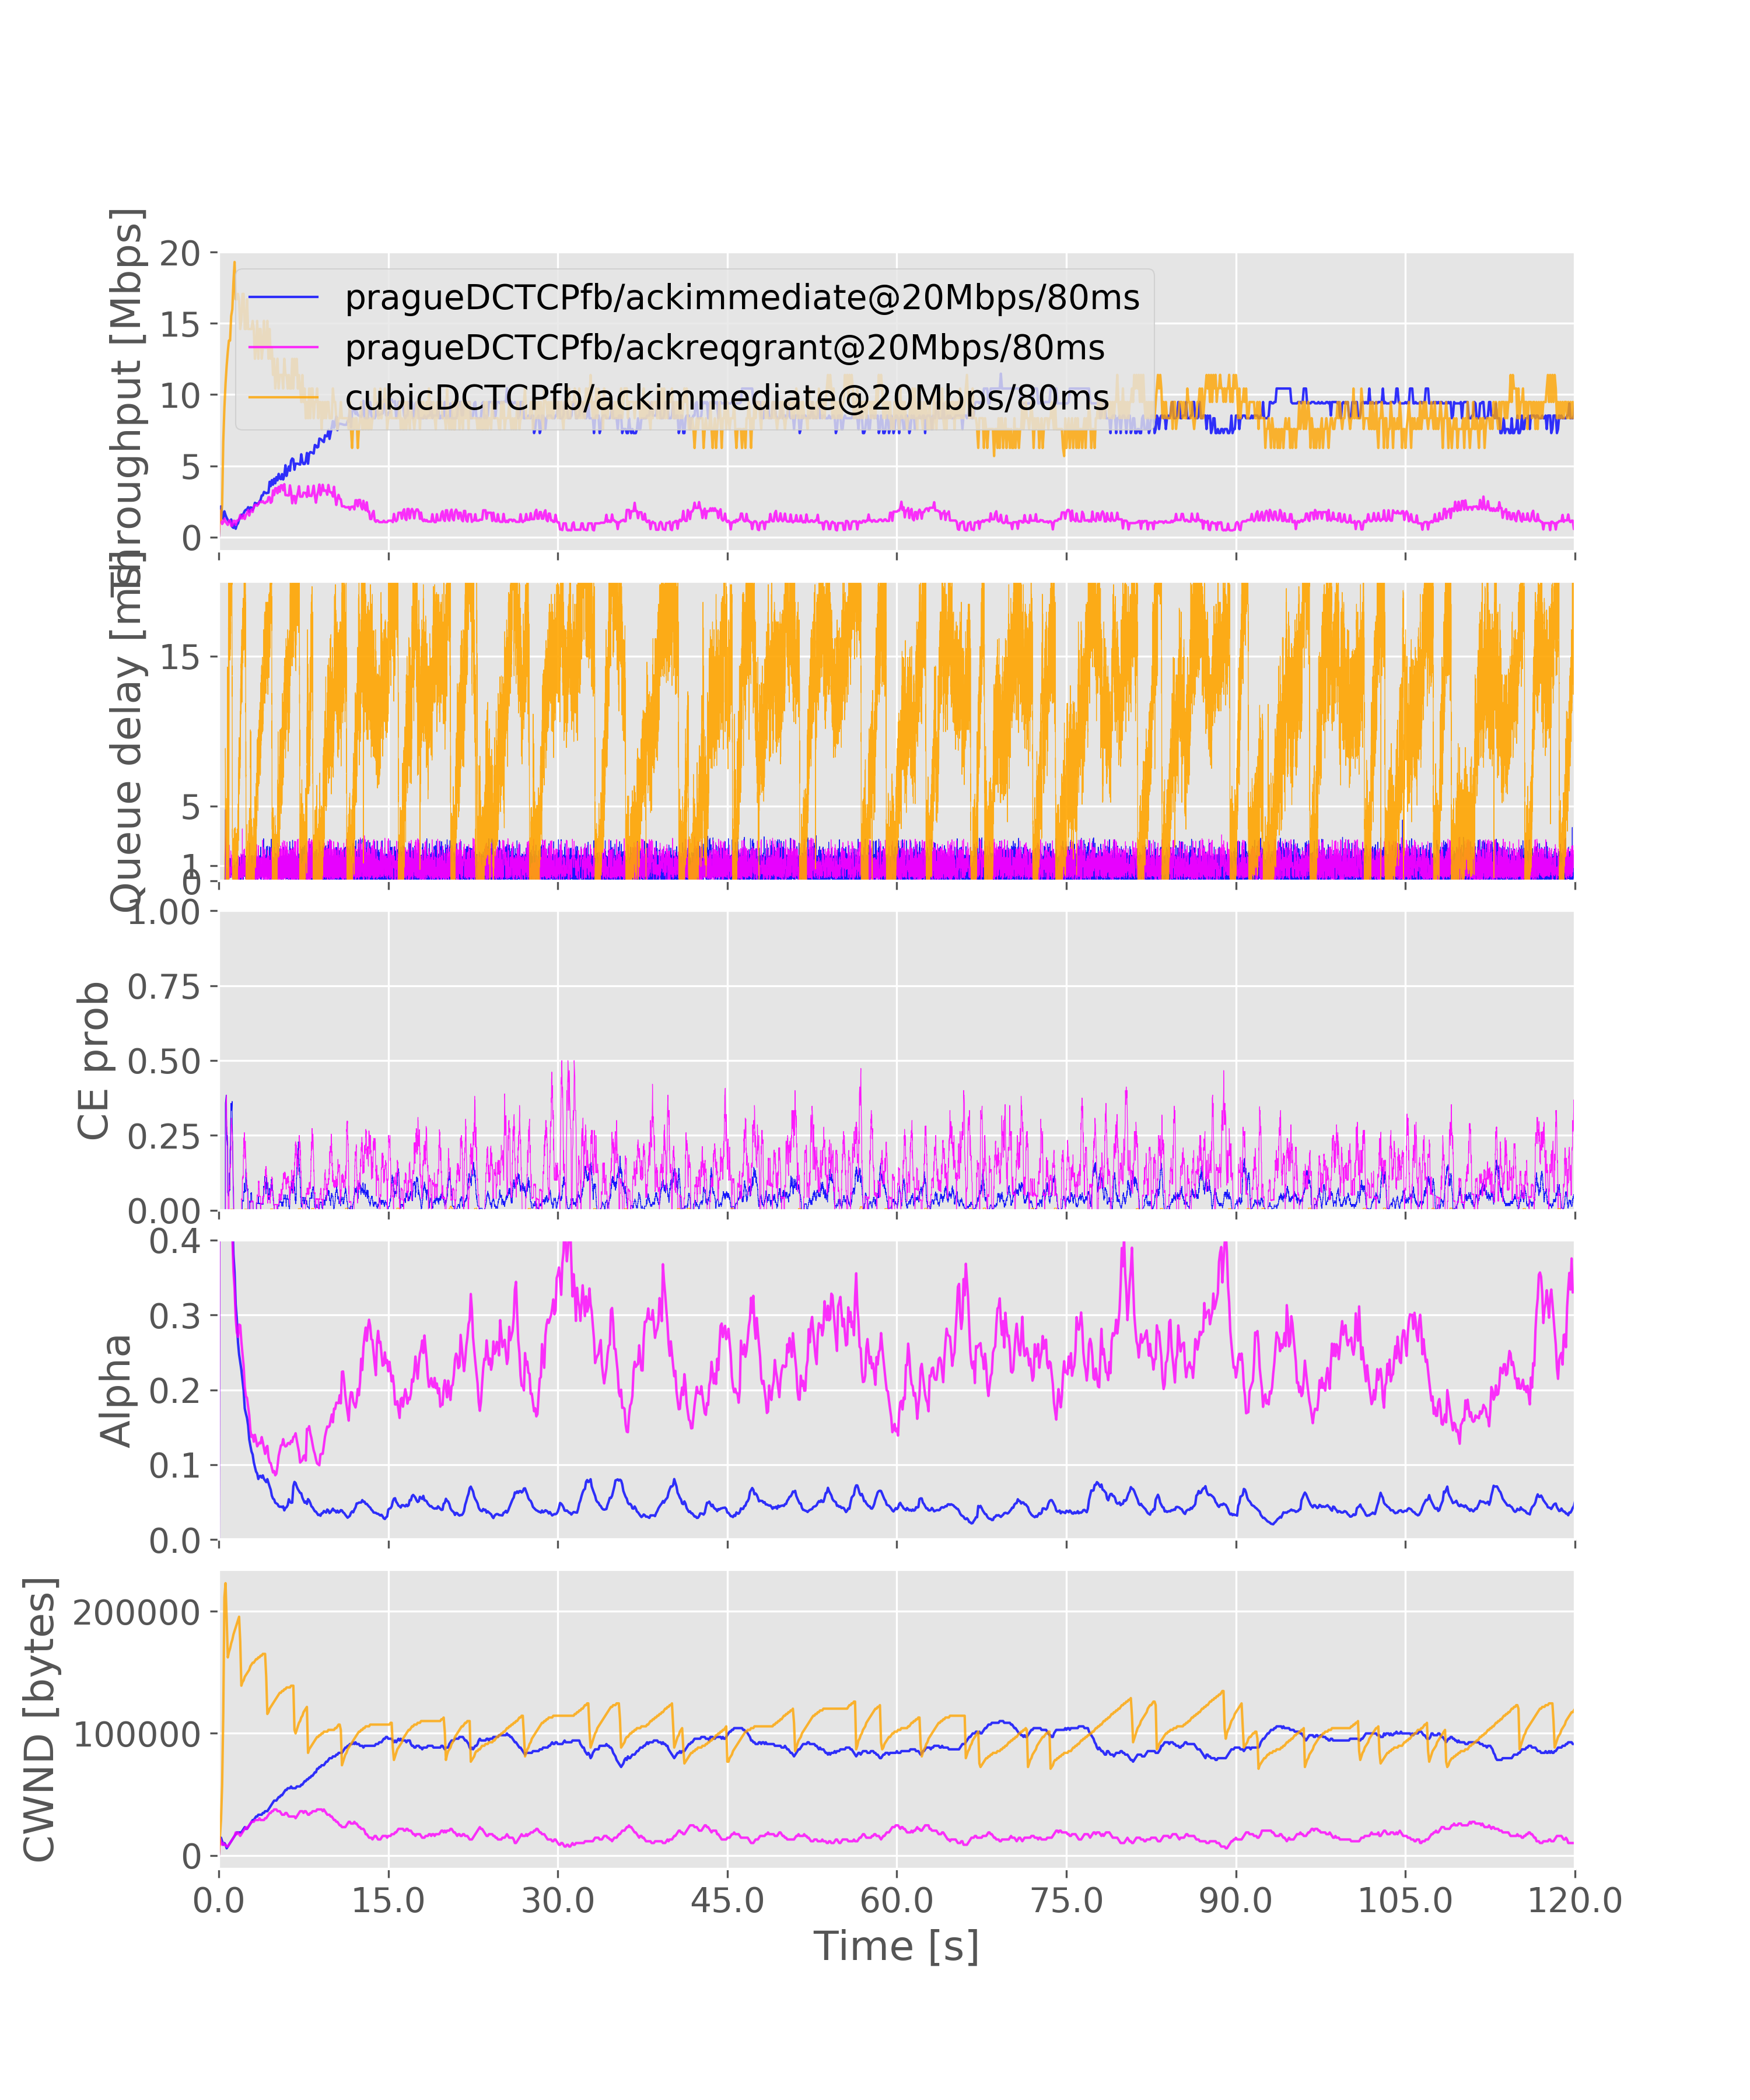 Throughput [Mbps]
20
15
10
5
0
pragueDCTCPfb/ackimmediate@20Mbps/80ms
pragueDCTCPfb/ackreqgrant@20Mbps/80ms
cubicDCTCPfb/ackimmediate@20Mbps/80ms
Queue delay [ms]
15
5
1
0
CE prob
1.00
0.75
0.50
0.25
0.00
Alpha
0.4
0.3
0.2
0.1
0.0
CWND [bytes]
200000
100000
0
0.0 15.0 30.0 45.0 60.0 75.0 90.0 105.0 120.0
Time [s]